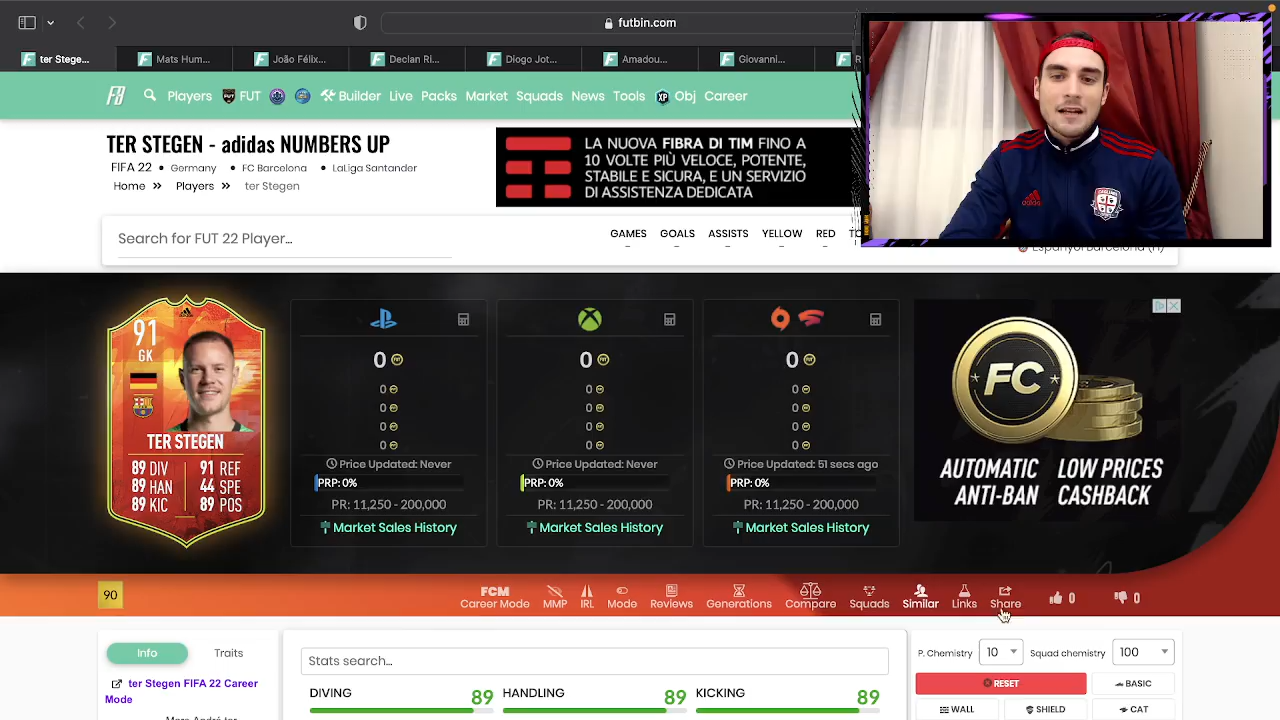 futbin.com
ter Stege...
Mats Hum...
João Félix...
Declan Ri...
Diogo Jot...
Amadou...
Giovanni...
Players
FUT
Builder
Live
Packs
Market
Squads
News
Tools
XP Obj
Career
TER STEGEN - adidas NUMBERS UP
FIFA 22 • Germany • FC Barcelona • LaLiga Santander
Home » Players » ter Stegen
LA NUOVA FIBRA DI TIM FINO A
10 VOLTE PIÙ VELOCE, POTENTE,
STABILE E SICURA, E UN SERVIZIO
DI ASSISTENZA DEDICATA
Search for FUT 22 Player...
GAMES GOALS ASSISTS YELLOW RED
- - - - -
91
GK
TER STEGEN
89 DIV 91 REF
89 HAN 44 SPE
89 KIC 89 POS
0
0
0
0
0
Price Updated: Never
PRP: 0%
PR: 11,250 - 200,000
Market Sales History
0
0
0
0
0
Price Updated: Never
PRP: 0%
PR: 11,250 - 200,000
Market Sales History
0
0
0
0
0
Price Updated: 51 secs ago
PRP: 0%
PR: 11,250 - 200,000
Market Sales History
FC
AUTOMATIC LOW PRICES
ANTI-BAN CASHBACK
90
FCM
Career Mode
MMP
IRL
Mode
Reviews
Generations
Compare
Squads
Similar
Links
Share
0
0
Info
Traits
ter Stegen FIFA 22 Career
Mode
Stats search...
DIVING 89
HANDLING 89
KICKING 89
P. Chemistry 10 Squad chemistry 100
RESET
BASIC
WALL
SHIELD
CAT